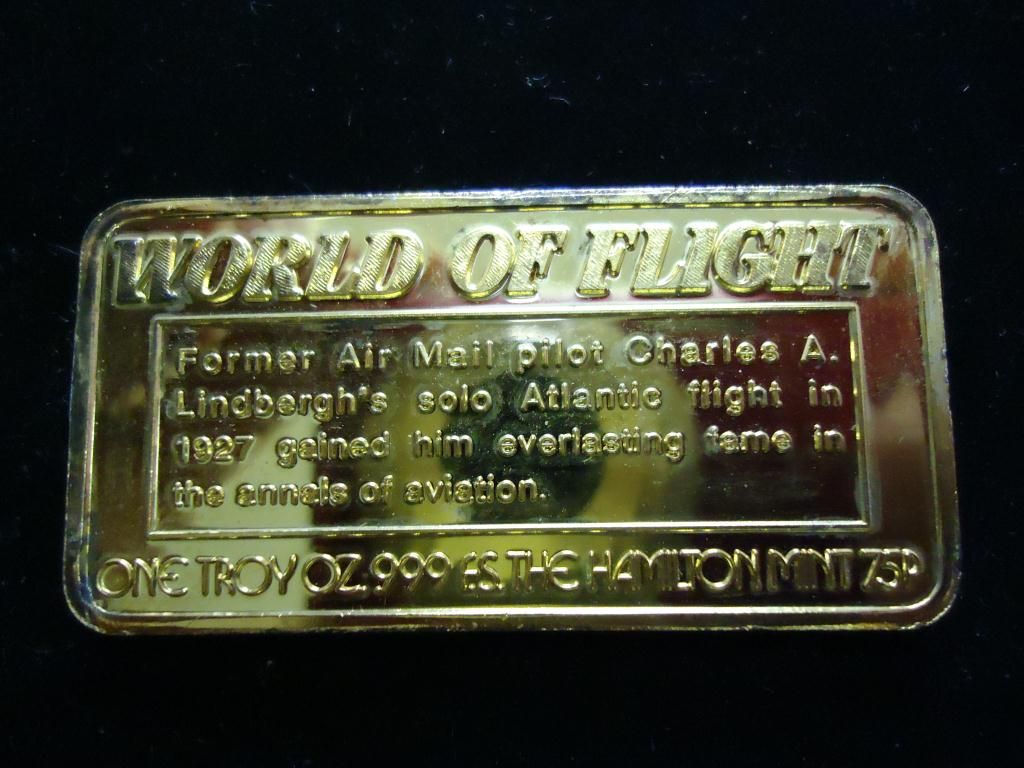 WORLD OF FLIGHT
Former Air Mail pilot Charles A.
Lindbergh's solo Atlantic flight in
1927 gained him everlasting fame in
the annals of aviation.
ONE TROY OZ. 999 F.S. THE HAMILTON MINT 75P